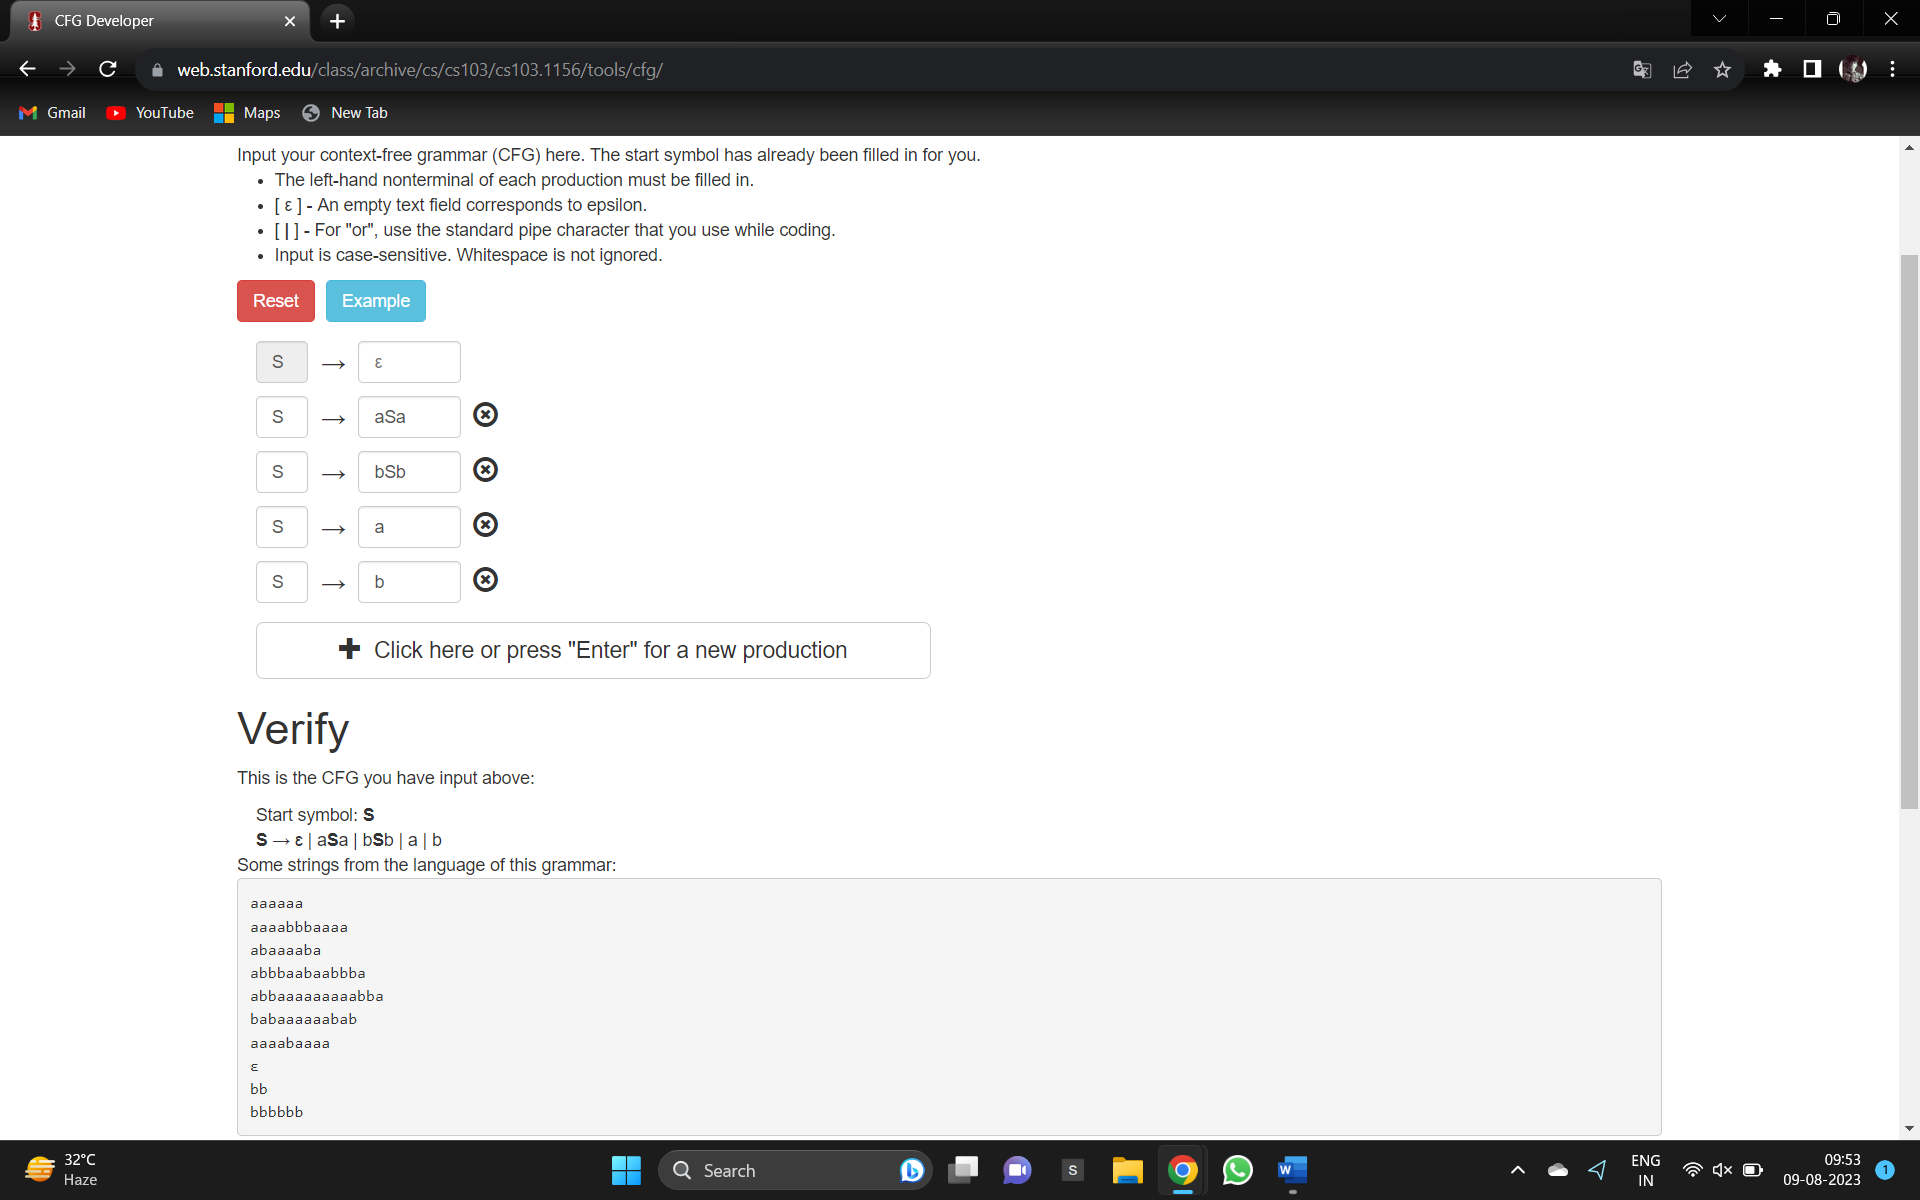 CFG Developer
web.stanford.edu/class/archive/cs/cs103/cs103.1156/tools/cfg/
Gmail YouTube Maps New Tab
Input your context-free grammar (CFG) here. The start symbol has already been filled in for you.
• The left-hand nonterminal of each production must be filled in.
• [ ε ] - An empty text field corresponds to epsilon.
• [ | ] - For "or", use the standard pipe character that you use while coding.
• Input is case-sensitive. Whitespace is not ignored.
Reset Example
S → ε
S → aSa
S → bSb
S → a
S → b
Click here or press "Enter" for a new production
Verify
This is the CFG you have input above:
Start symbol: S
S → ε | aSa | bSb | a | b
Some strings from the language of this grammar:
aaaaaa
aaaabbbaaaa
abaaaaba
abbbaabaabbba
abbaaaaaaaaabba
babaaaaaabab
aaaabaaaa
ε
bb
bbbbbb
32°C
Haze
Search
S
W
ENG
IN
09:53
09-08-2023
1